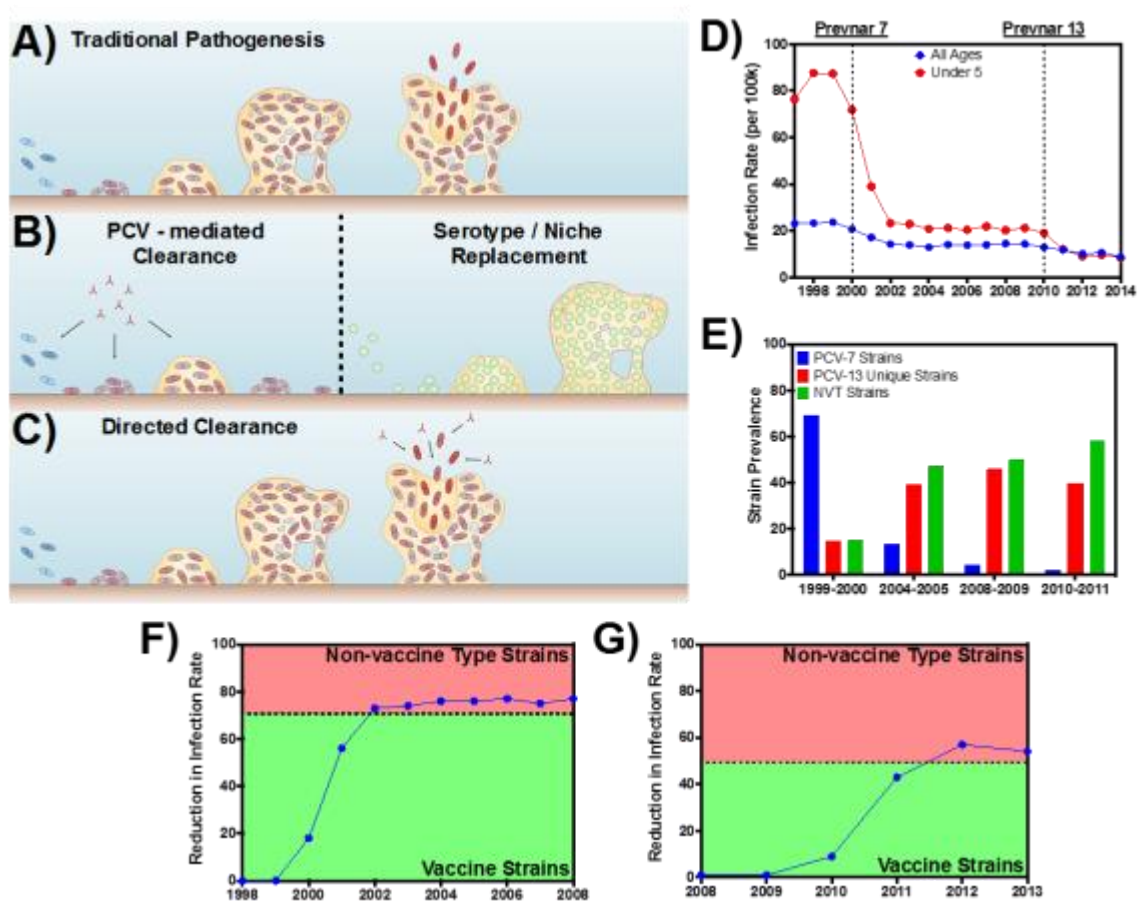 A)
Traditional Pathogenesis
B)
PCV - mediated
Clearance
Serotype / Niche
Replacement
C)
Directed Clearance
D)
Prevnar 7
Prevnar 13
All Ages
Under 5
Infection Rate (per 100k)
100
80
60
40
20
0
1998 2000 2002 2004 2006 2008 2010 2012 2014
E)
PCV-7 Strains
PCV-13 Unique Strains
NVT Strains
Strain Prevalence
100
80
60
40
20
0
1999-2000 2004-2005 2008-2009 2010-2011
F)
Non-vaccine Type Strains
Vaccine Strains
Reduction in Infection Rate
100
80
60
40
20
0
1998 2000 2002 2004 2006 2008
G)
Non-vaccine Type Strains
Vaccine Strains
Reduction in Infection Rate
100
80
60
40
20
0
2008 2009 2010 2011 2012 2013